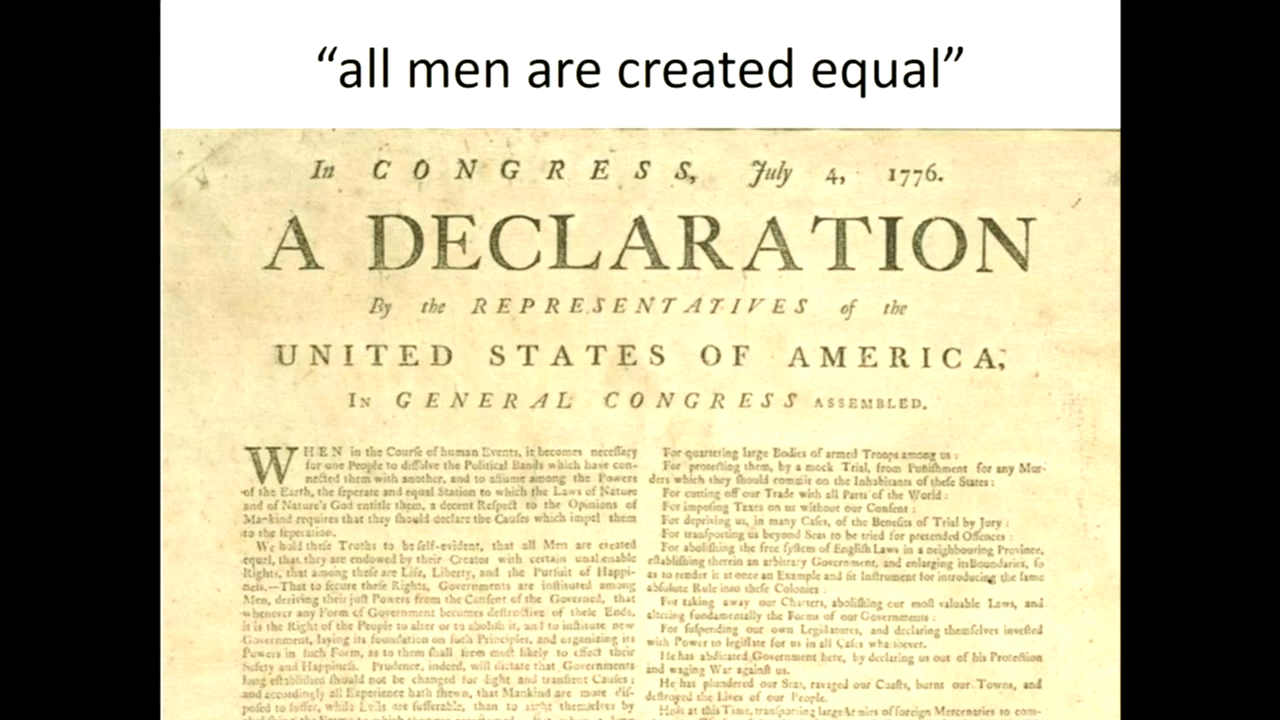 “all men are created equal”
In CONGRESS, July 4, 1776.
A DECLARATION
By the REPRESENTATIVES of the
UNITED STATES OF AMERICA,
In GENERAL CONGRESS ASSEMBLED.
WHEN in the Courſe of human Events, it becomes neceſſary
for one People to diſſolve the Political Bands which have con-
nected them with another, and to aſſume among the Powers
of the Earth, the ſeperate and equal Station to which the Laws of Nature
and of Nature's God entitle them, a decent Reſpect to the Opinions of
Mankind requires that they ſhould declare the Cauſes which impel them
to the ſeperation.
We hold theſe Truths to be ſelf-evident, that all Men are created
equal, that they are endowed by their Creator with certain unalienable
Rights, that among theſe are Life, Liberty, and the Purſuit of Happi-
neſs.—That to ſecure theſe Rights, Governments are inſtituted among
Men, deriving their juſt Powers from the Conſent of the Governed, that
whenever any Form of Government becomes deſtructive of theſe Ends,
it is the Right of the People to alter or to aboliſh it, and to inſtitute new
Government, laying its foundation on ſuch Principles, and organizing its
Powers in ſuch Form, as to them ſhall ſeem moſt likely to effect their
Safety and Happineſs. Prudence, indeed, will dictate that Governments
long eſtabliſhed ſhould not be changed for light and tranſient Cauſes;
and accordingly all Experience hath ſhewn, that Mankind are more diſ-
poſed to ſuffer, while Evils are ſufferable, than to right themſelves by
For quartering large Bodies of armed Troops among us:
For protecting them, by a mock Trial, from Puniſhment for any Mur-
ders which they ſhould commit on the Inhabitants of theſe States:
For cutting off our Trade with all Parts of the World:
For impoſing Taxes on us without our Conſent:
For depriving us, in many Caſes, of the Benefits of Trial by Jury:
For tranſporting us beyond Seas to be tried for pretended Offences:
For aboliſhing the free ſyſtem of Engliſh Laws in a neighbouring Province,
eſtabliſhing therein an arbitrary Government, and enlarging its Boundaries, ſo
as to render it at once an Example and fit Inſtrument for introducing the ſame
abſolute Rule into theſe Colonies:
For taking away our Charters, aboliſhing our moſt valuable Laws, and
altering fundamentally the Forms of our Governments:
For ſuſpending our own Legiſlatures, and declaring themſelves inveſted
with Power to legiſlate for us in all Caſes whatſoever.
He has abdicated Government here, by declaring us out of his Protection
and waging War againſt us.
He has plundered our Seas, ravaged our Coaſts, burnt our Towns, and
deſtroyed the Lives of our People.
He is at this Time, tranſporting large Armies of foreign Mercenaries to com-